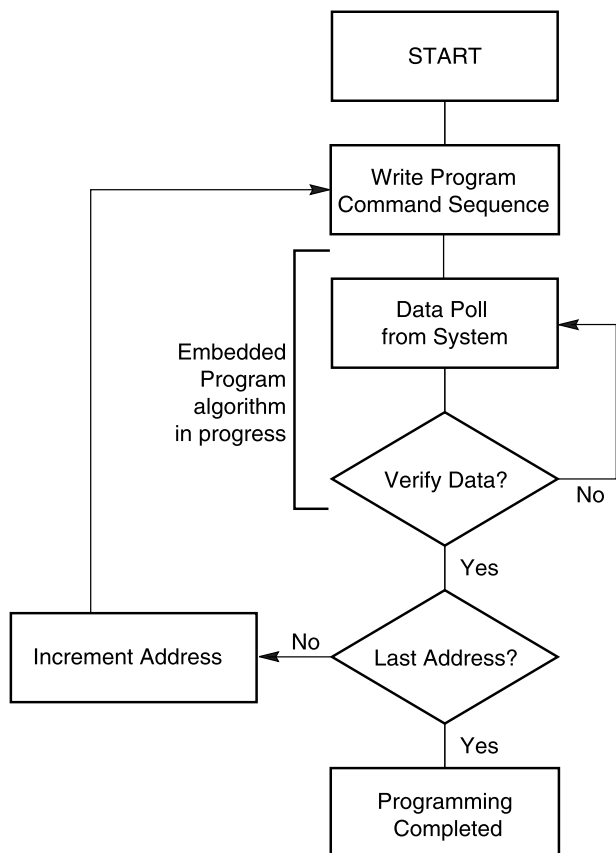 START
Write Program
Command Sequence
Data Poll
from System
Embedded
Program
algorithm
in progress
Verify Data?
No
Yes
Increment Address
No
Last Address?
Yes
Programming
Completed